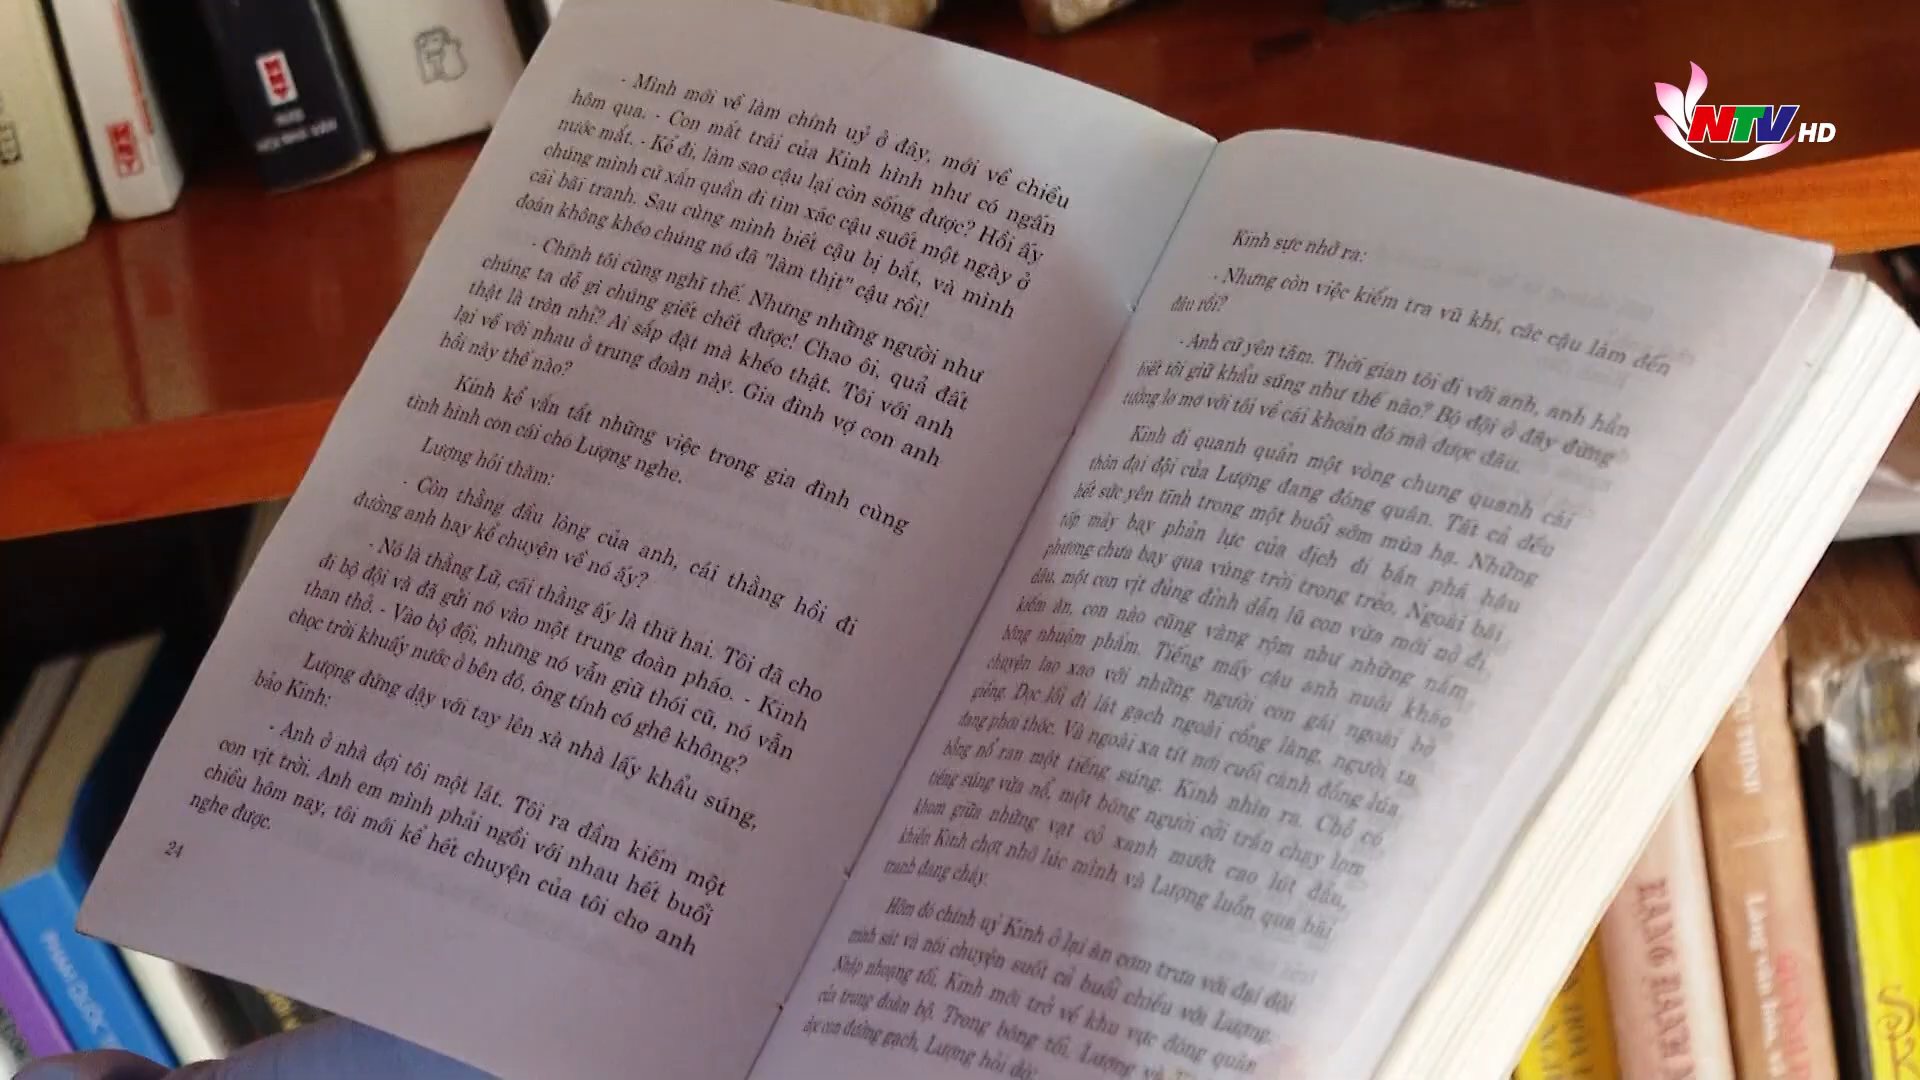 NTV HD
- Mình mới về làm chính uỷ ở đây, mới về chiều
hôm qua. - Con mắt trái của Kinh hình như có ngấn
nước mắt. - Kể đi, làm sao cậu lại còn sống được? Hồi ấy
chúng mình cứ xắn quần đi tìm xác cậu suốt một ngày ở
cái bãi tranh. Sau cùng mình biết cậu bị bắt, và mình
đoán không khéo chúng nó đã "làm thịt" cậu rồi!
- Chính tôi cũng nghĩ thế. Nhưng những người như
chúng ta dễ gì chúng giết chết được! Chao ôi, quả đất
thật là tròn nhỉ? Ai sắp đặt mà khéo thật. Tôi với anh
lại về với nhau ở trung đoàn này. Gia đình vợ con anh
hồi này thế nào?
Kinh kể vắn tắt những việc trong gia đình cùng
tình hình con cái cho Lượng nghe.
Lượng hỏi thăm:
- Còn thằng đầu lòng của anh, cái thằng hồi đi
đường anh hay kể chuyện về nó ấy?
- Nó là thằng Lữ, cái thằng ấy là thứ hai. Tôi đã cho
đi bộ đội và đã gửi nó vào một trung đoàn pháo. - Kinh
than thở. - Vào bộ đội, nhưng nó vẫn giữ thói cũ, nó vẫn
chọc trời khuấy nước ở bên đó, ông tính có ghê không?
Lượng đứng dậy với tay lên xà nhà lấy khẩu súng,
bảo Kinh:
- Anh ở nhà đợi tôi một lát. Tôi ra đầm kiếm một
con vịt trời. Anh em mình phải ngồi với nhau hết buổi
chiều hôm nay, tôi mới kể hết chuyện của tôi cho anh
nghe được.
24
Kinh sực nhớ ra:
- Nhưng còn việc kiểm tra vũ khí, các cậu làm đến
đâu rồi?
- Anh cứ yên tâm. Thời gian tôi đi với anh, anh hẳn
biết tôi giữ khẩu súng như thế nào? Bộ đội ở đây đừng
tưởng lơ mơ với tôi về cái khoản đó mà được đâu.
Kinh đi quanh quẩn một vòng chung quanh cái
thôn đại đội của Lượng đang đóng quân. Tất cả đều
hết sức yên tĩnh trong một buổi sớm mùa hạ. Những
tốp máy bay phản lực của địch đi bắn phá hậu
phương chưa bay qua vùng trời trong trẻo. Ngoài bãi
dâu, một con vịt đủng đỉnh dẫn lũ con vừa mới nở đi
kiếm ăn, con nào cũng vàng rộm như những nắm
bông nhuộm phẩm. Tiếng mấy cậu anh nuôi kháo
chuyện lao xao với những người con gái ngoài bờ
giếng. Dọc lối đi lát gạch ngoài cổng làng, người ta
đang phơi thóc. Và ngoài xa tít nơi cuối cánh đồng lúa
bỗng nổ ran một tiếng súng. Kinh nhìn ra. Chỗ có
tiếng súng vừa nổ, một bóng người cởi trần chạy lom
khom giữa những vạt cỏ xanh mướt cao lút đầu,
khiến Kinh chợt nhớ lúc mình và Lượng luồn qua bãi
tranh đang cháy.
Hôm đó chính uỷ Kinh ở lại ăn cơm trưa với đại đội
trinh sát và nói chuyện suốt cả buổi chiều với Lượng.
Nhập nhoạng tối, Kinh mới trở về khu vực đóng quân
của trung đoàn bộ. Trong bóng tối, Lượng và
dọc con đường gạch, Lượng hỏi dò:
PHAN QUỐC
HÀNG HÀNH